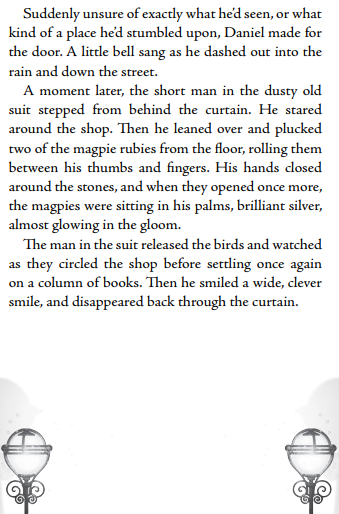 Suddenly unsure of exactly what he'd seen, or what
kind of a place he'd stumbled upon, Daniel made for
the door. A little bell sang as he dashed out into the
rain and down the street.
A moment later, the short man in the dusty old
suit stepped from behind the curtain. He stared
around the shop. Then he leaned over and plucked
two of the magpie rubies from the floor, rolling them
between his thumbs and fingers. His hands closed
around the stones, and when they opened once more,
the magpies were sitting in his palms, brilliant silver,
almost glowing in the gloom.
The man in the suit released the birds and watched
as they circled the shop before settling once again
on a column of books. Then he smiled a wide, clever
smile, and disappeared back through the curtain.